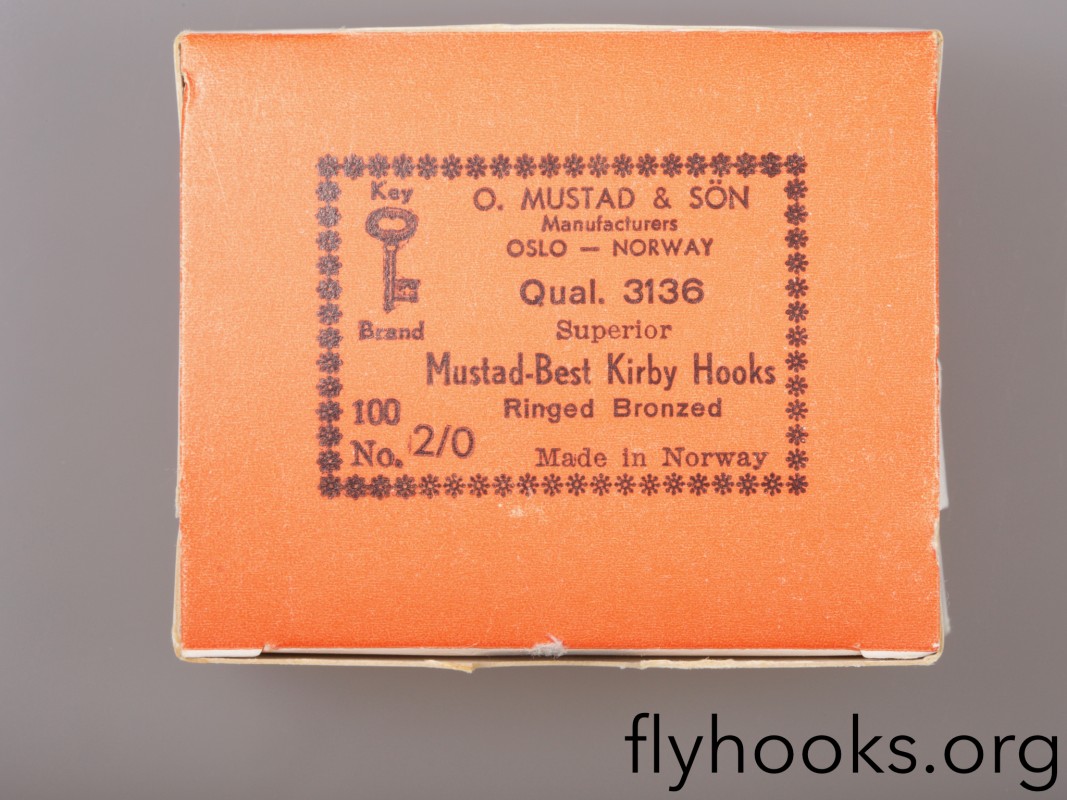 Key
Brand
O. MUSTAD & SÖN
Manufacturers
OSLO — NORWAY
Qual. 3136
Superior
Mustad-Best Kirby Hooks
Ringed Bronzed
100
No. 2/0
Made in Norway
flyhooks.org